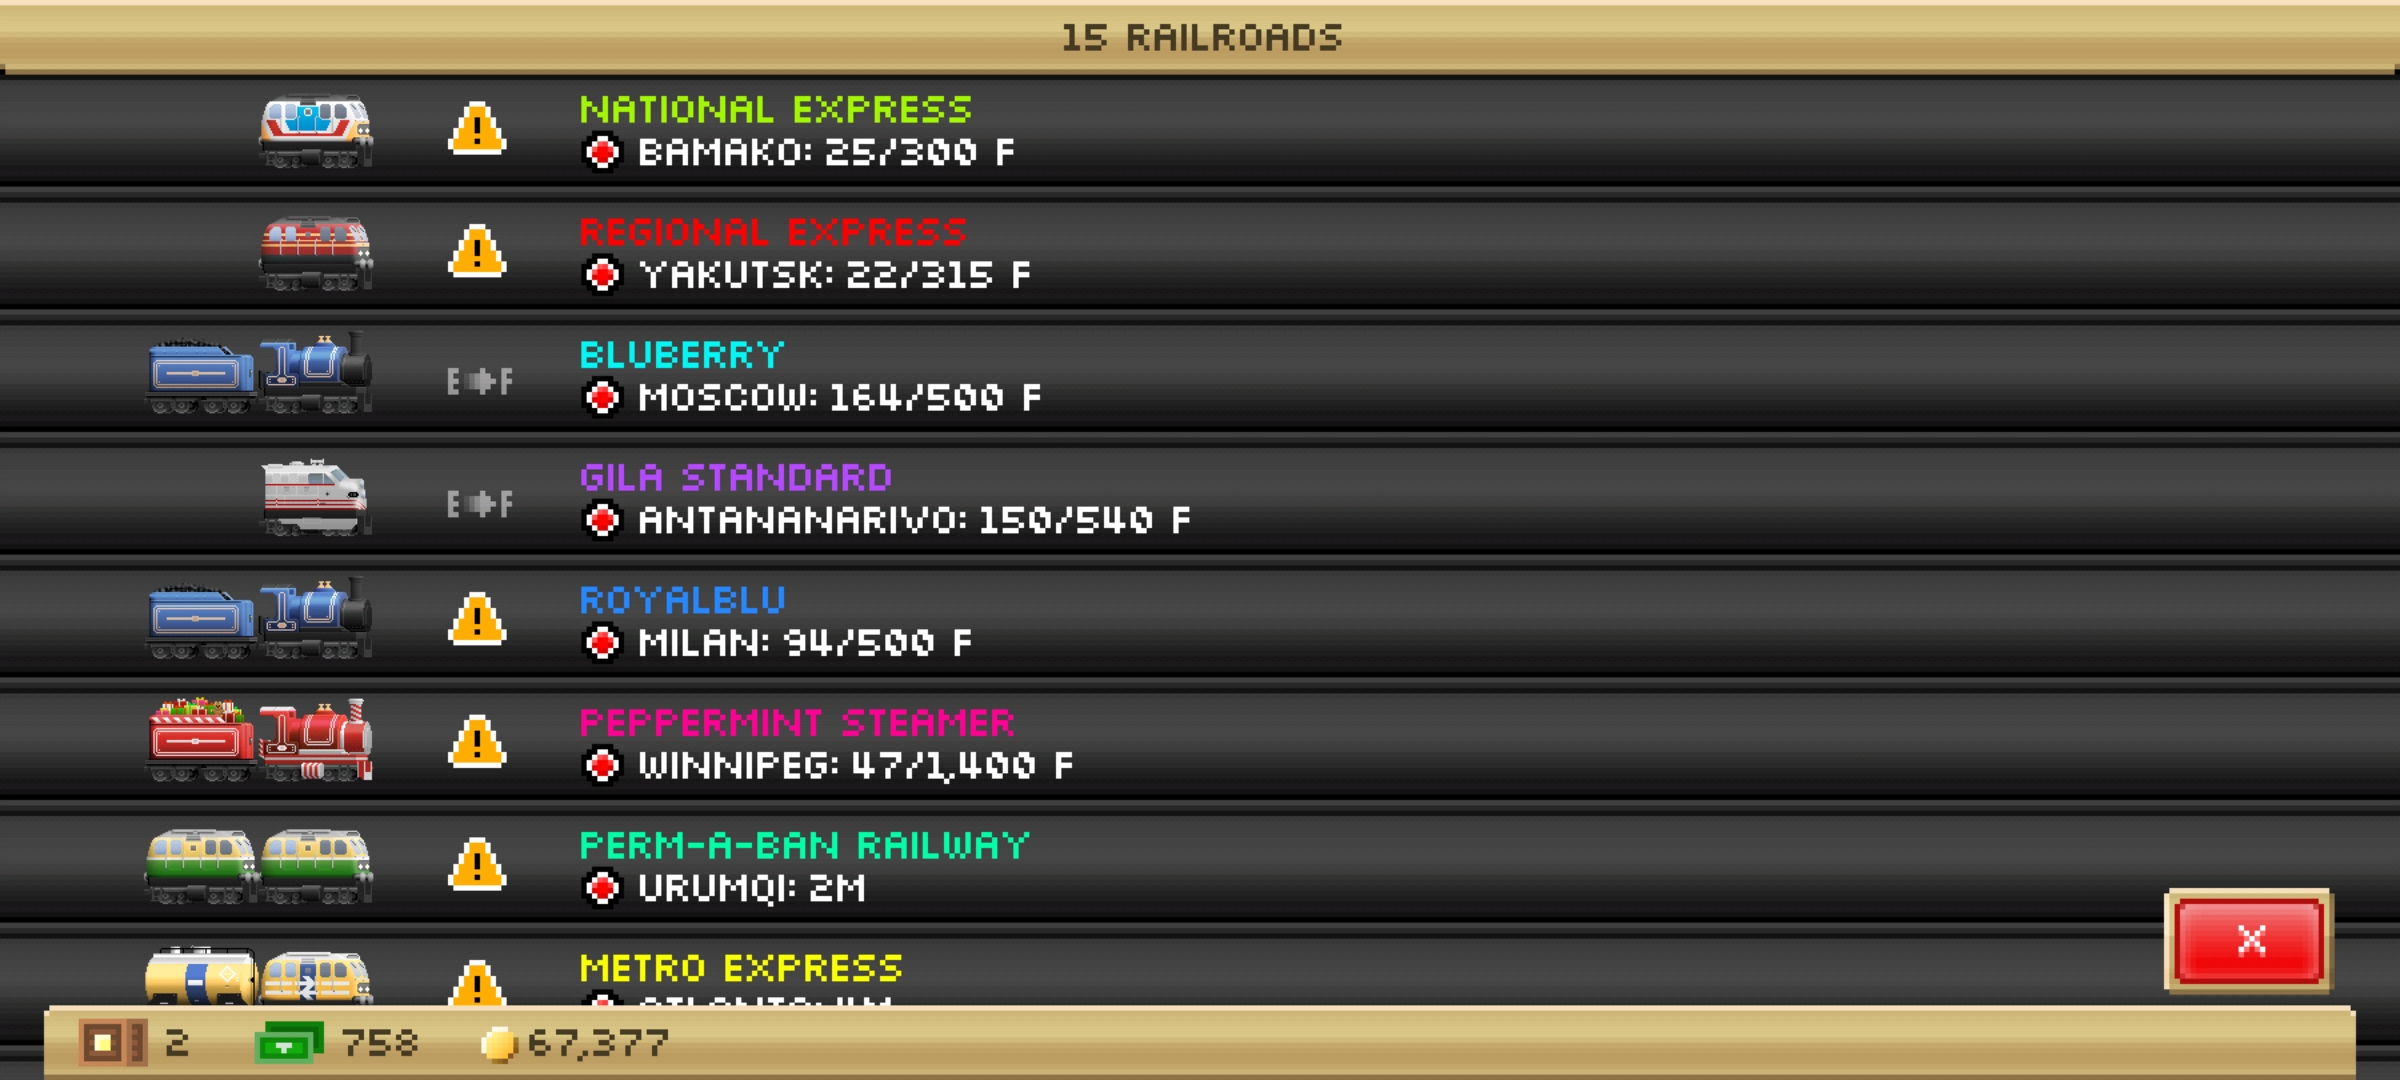 15 RAILROADS
NATIONAL EXPRESS
BAMAKO: 25/300 F
REGIONAL EXPRESS
YAKUTSK: 22/315 F
BLUBERRY
E F
MOSCOW: 164/500 F
GILA STANDARD
E F
ANTANANARIVO: 150/540 F
ROYALBLU
MILAN: 94/500 F
PEPPERMINT STEAMER
WINNIPEG: 47/1,400 F
PERM-A-BAN RAILWAY
URUMQI: 2M
X
METRO EXPRESS
2 758 67,377